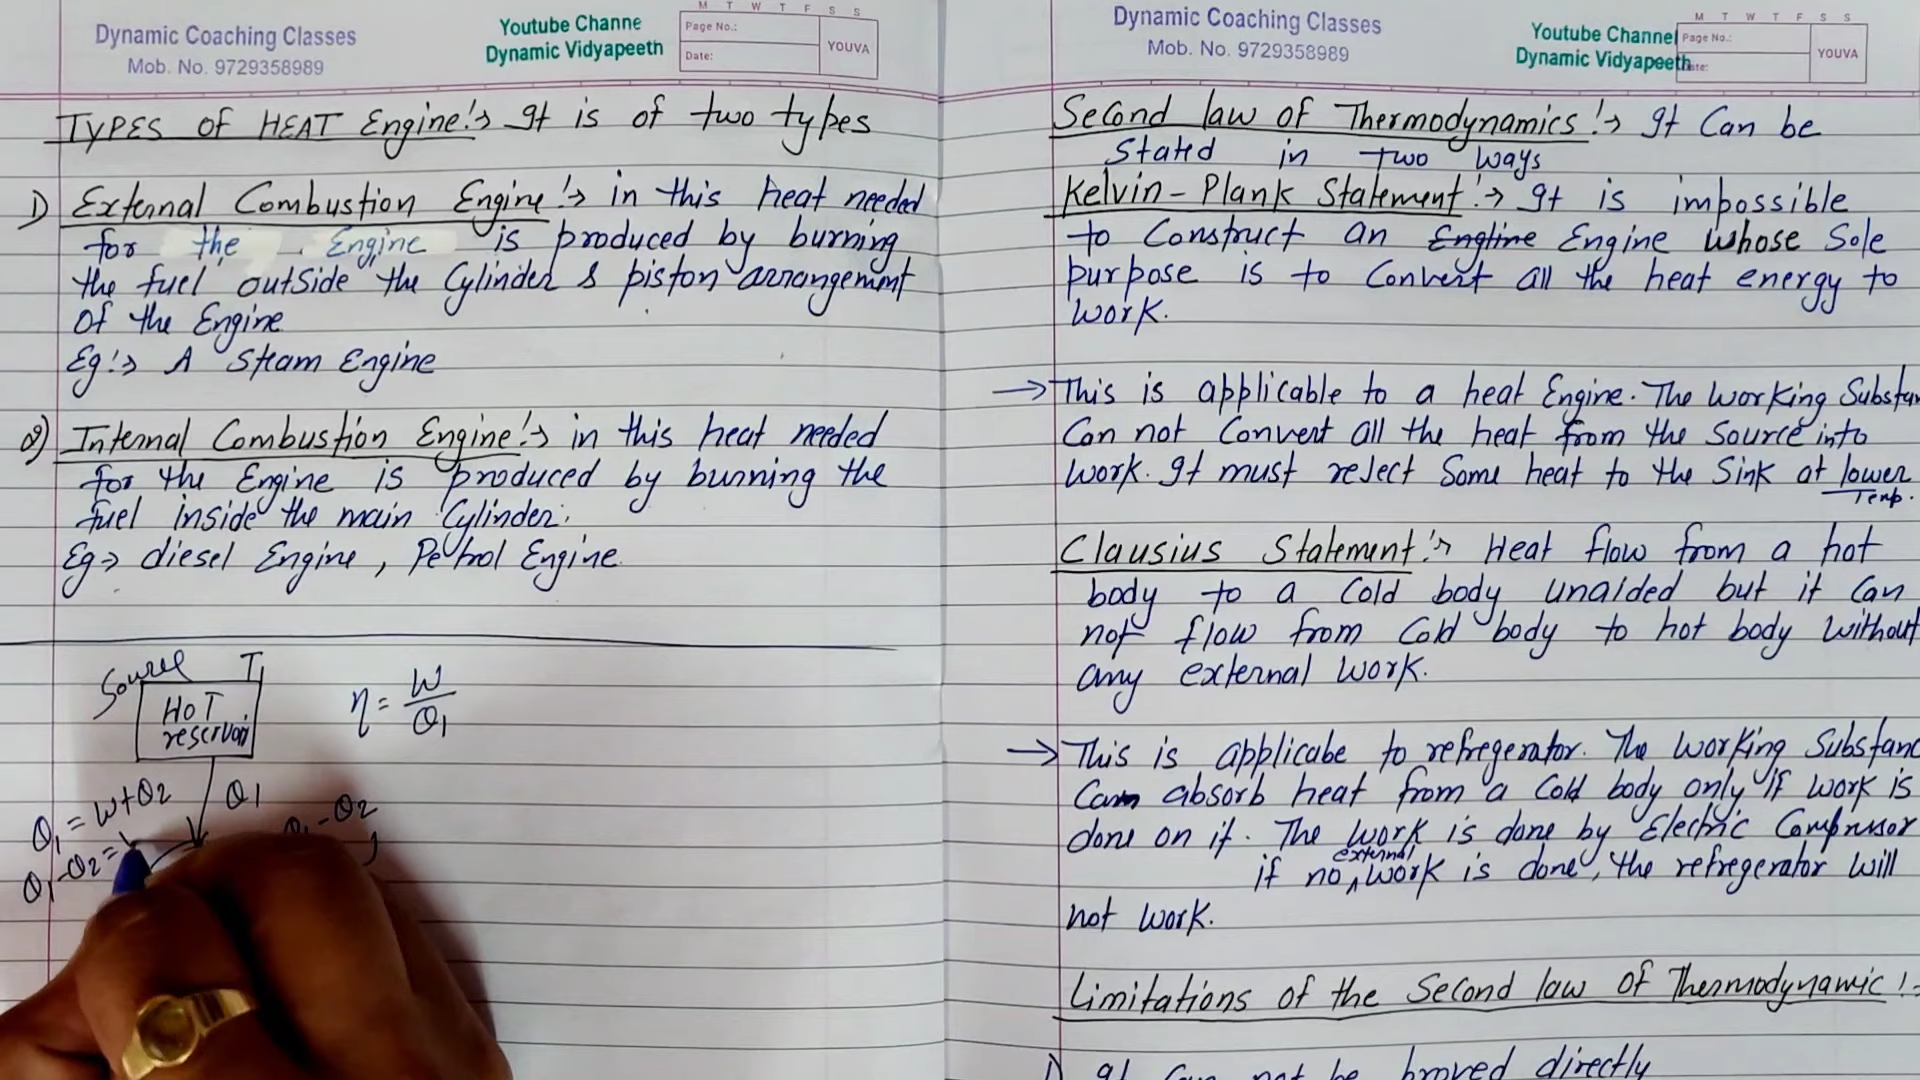 Dynamic Coaching Classes
Mob. No. 9729358989
Youtube Channe
Dynamic Vidyapeeth
M T W T F S S
Page No.:
Date:
YOUVA
TYPES OF HEAT Engine:→ It is of two types
1) External Combustion Engine:→ in this heat needed
for the Engine is produced by burning
the fuel outside the Cylinder & piston arrangement
Of the Engine
Eg:→ A Steam Engine
2) Internal Combustion Engine:→ in this heat needed
for the Engine is produced by burning the
fuel inside the main Cylinder.
Eg→ diesel Engine, Petrol Engine
Source T1
HOT
reservoir
η = W/Q1
Q1 = W+Q2
Q1
Q1-Q2=
Q1-Q2
Dynamic Coaching Classes
Mob. No. 9729358989
Youtube Channel
Dynamic Vidyapeeth
M T W T F S S
Page No.:
YOUVA
Second law of Thermodynamics:→ It Can be
Stated in two ways
Kelvin-Plank Statement:→ It is impossible
to Construct an Engtine Engine whose Sole
purpose is to Convert all the heat energy to
work.
→ This is applicable to a heat Engine. The working Substan
Can not Convert all the heat from the source into
work. It must reject Some heat to the Sink at lower
Temp.
Clausius Statement:→ Heat flow from a hot
body to a Cold body unaided but it Can
not flow from Cold body to hot body without
any external work.
→ This is applicabe to refregerator. The working Substanc
Can absorb heat from a Cold body only if work is
done on it. The work is done by Electric Compressor
if no external work is done, the refregerator will
not work.
Limitations of the Second law of Thermodynamic:-
1) It Can not be proved directly